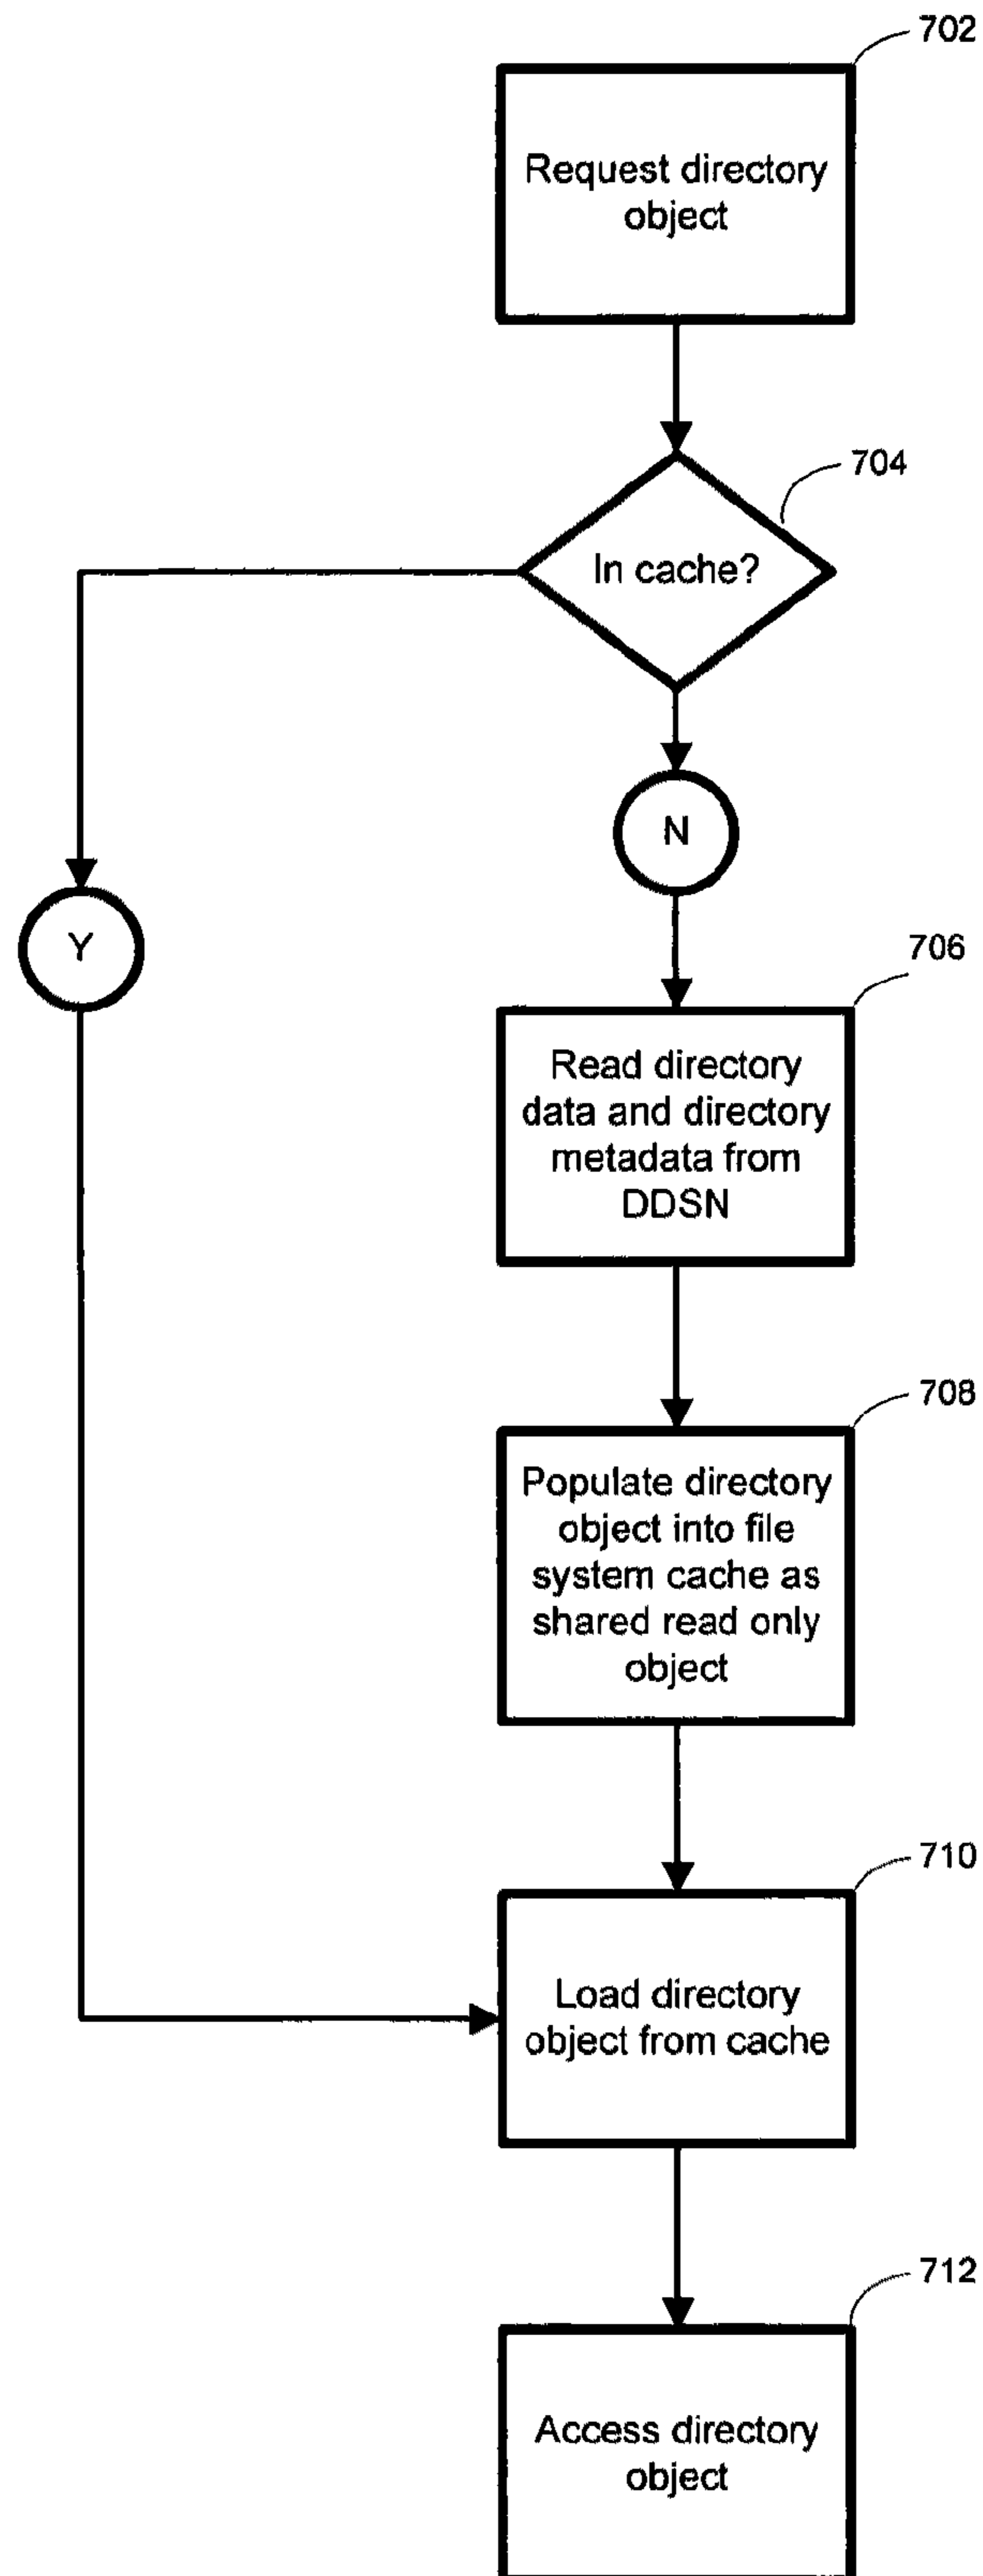 702
Request directory
object
704
In cache?
N
Y
706
Read directory
data and directory
metadata from
DDSN
708
Populate directory
object into file
system cache as
shared read only
object
710
Load directory
object from cache
712
Access directory
object